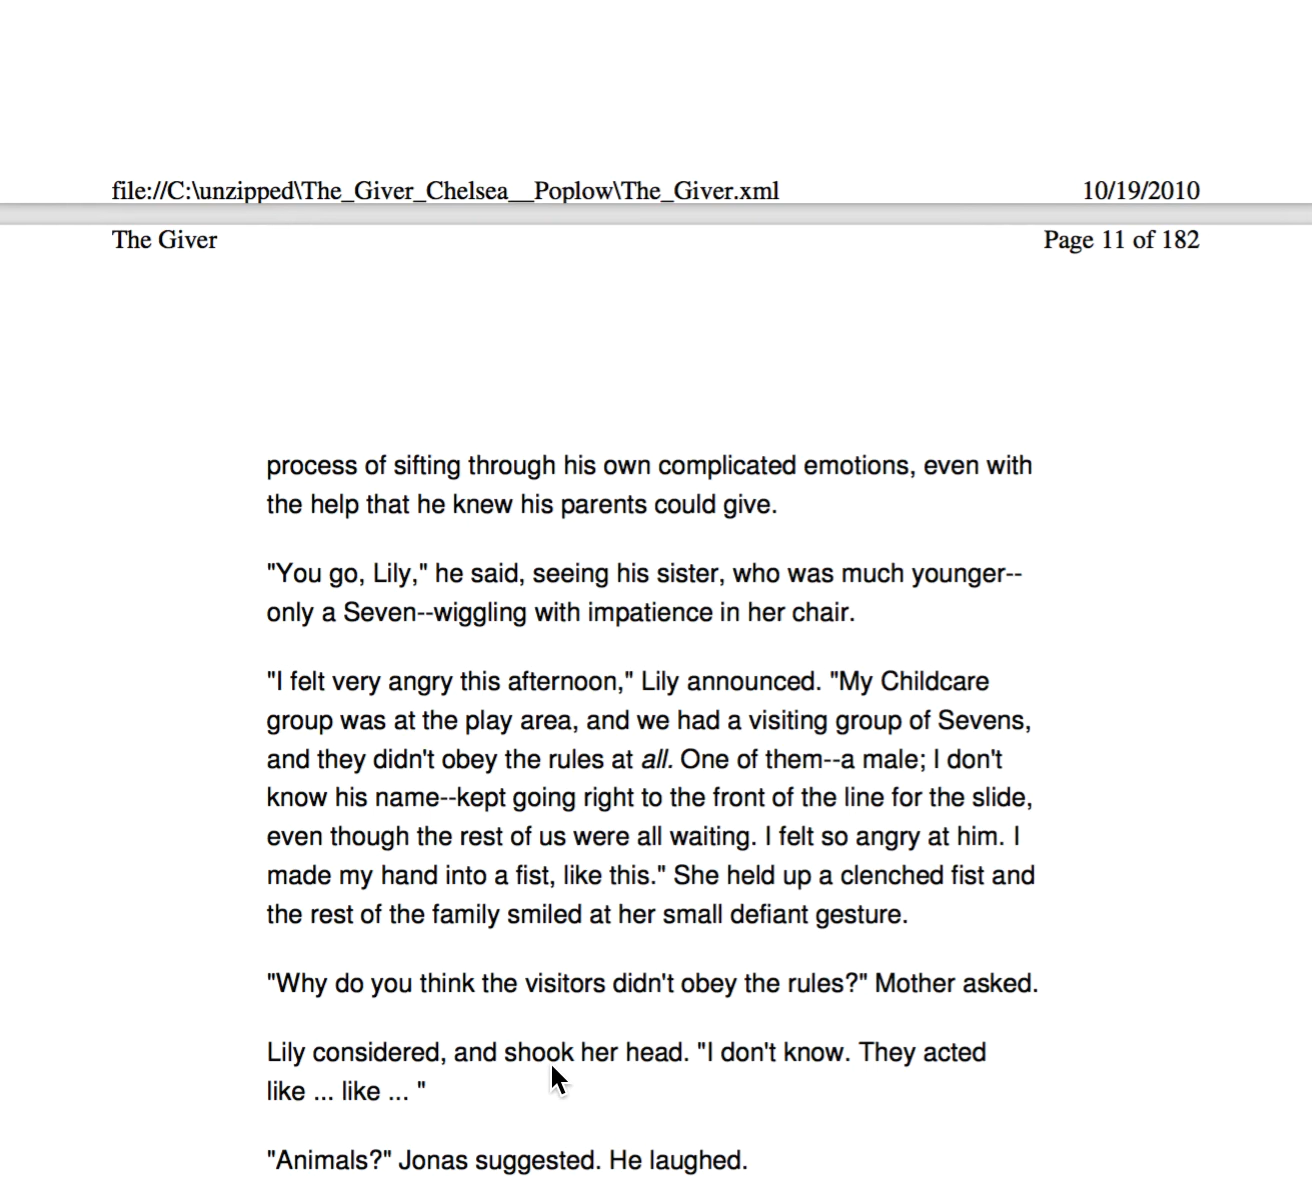 file://C:\unzipped\The_Giver_Chelsea__Poplow\The_Giver.xml 10/19/2010
The Giver Page 11 of 182
process of sifting through his own complicated emotions, even with
the help that he knew his parents could give.
"You go, Lily," he said, seeing his sister, who was much younger--
only a Seven--wiggling with impatience in her chair.
"I felt very angry this afternoon," Lily announced. "My Childcare
group was at the play area, and we had a visiting group of Sevens,
and they didn't obey the rules at all. One of them--a male; I don't
know his name--kept going right to the front of the line for the slide,
even though the rest of us were all waiting. I felt so angry at him. I
made my hand into a fist, like this." She held up a clenched fist and
the rest of the family smiled at her small defiant gesture.
"Why do you think the visitors didn't obey the rules?" Mother asked.
Lily considered, and shook her head. "I don't know. They acted
like ... like ... "
"Animals?" Jonas suggested. He laughed.